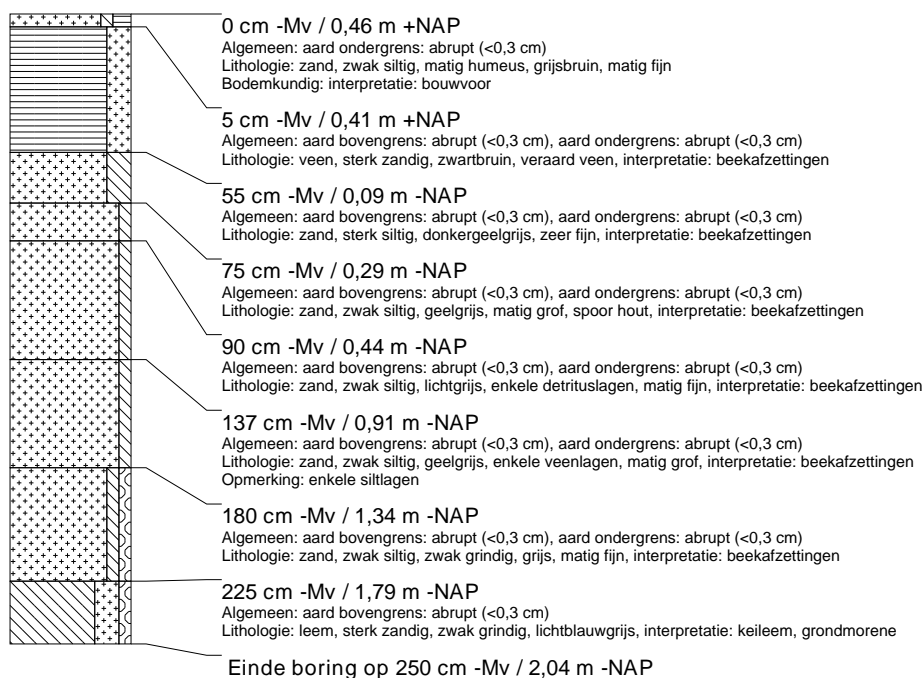 0 cm -Mv / 0,46 m +NAP
Algemeen: aard ondergrens: abrupt (<0,3 cm)
Lithologie: zand, zwak siltig, matig humeus, grijsbruin, matig fijn
Bodemkundig: interpretatie: bouwvoor
5 cm -Mv / 0,41 m +NAP
Algemeen: aard bovengrens: abrupt (<0,3 cm), aard ondergrens: abrupt (<0,3 cm)
Lithologie: veen, sterk zandig, zwartbruin, veraard veen, interpretatie: beekafzettingen
55 cm -Mv / 0,09 m -NAP
Algemeen: aard bovengrens: abrupt (<0,3 cm), aard ondergrens: abrupt (<0,3 cm)
Lithologie: zand, sterk siltig, donkergeelgrijs, zeer fijn, interpretatie: beekafzettingen
75 cm -Mv / 0,29 m -NAP
Algemeen: aard bovengrens: abrupt (<0,3 cm), aard ondergrens: abrupt (<0,3 cm)
Lithologie: zand, zwak siltig, geelgrijs, matig grof, spoor hout, interpretatie: beekafzettingen
90 cm -Mv / 0,44 m -NAP
Algemeen: aard bovengrens: abrupt (<0,3 cm), aard ondergrens: abrupt (<0,3 cm)
Lithologie: zand, zwak siltig, lichtgrijs, enkele detrituslagen, matig fijn, interpretatie: beekafzettingen
137 cm -Mv / 0,91 m -NAP
Algemeen: aard bovengrens: abrupt (<0,3 cm), aard ondergrens: abrupt (<0,3 cm)
Lithologie: zand, zwak siltig, geelgrijs, enkele veenlagen, matig grof, interpretatie: beekafzettingen
Opmerking: enkele siltlagen
180 cm -Mv / 1,34 m -NAP
Algemeen: aard bovengrens: abrupt (<0,3 cm), aard ondergrens: abrupt (<0,3 cm)
Lithologie: zand, zwak siltig, zwak grindig, grijs, matig fijn, interpretatie: beekafzettingen
225 cm -Mv / 1,79 m -NAP
Algemeen: aard bovengrens: abrupt (<0,3 cm)
Lithologie: leem, sterk zandig, zwak grindig, lichtblauwgrijs, interpretatie: keileem, grondmorene
Einde boring op 250 cm -Mv / 2,04 m -NAP